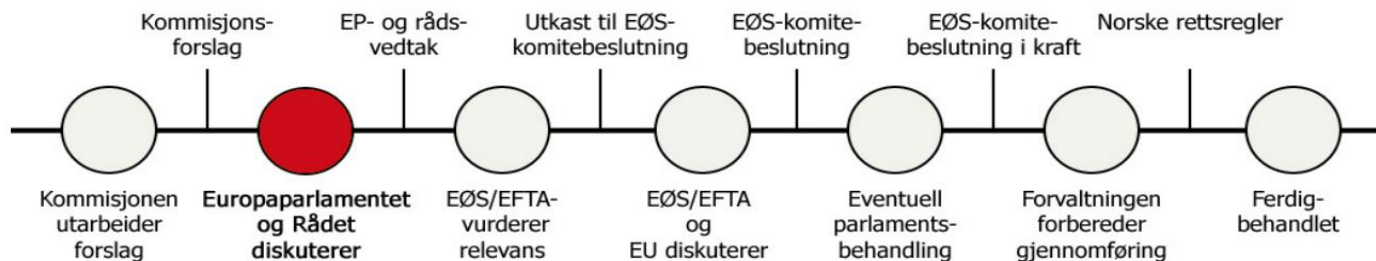 Kommisjons-
forslag
EP- og råds-
vedtak
Utkast til EØS-
komitebeslutning
EØS-komite-
beslutning
EØS-komite-
beslutning i kraft
Norske rettsregler
Kommisjonen
utarbeider
forslag
Europaparlamentet
og Rådet
diskuterer
EØS/EFTA-
vurderer
relevans
EØS/EFTA
og
EU diskuterer
Eventuell
parlaments-
behandling
Forvaltningen
forbereder
gjennomføring
Ferdig-
behandlet